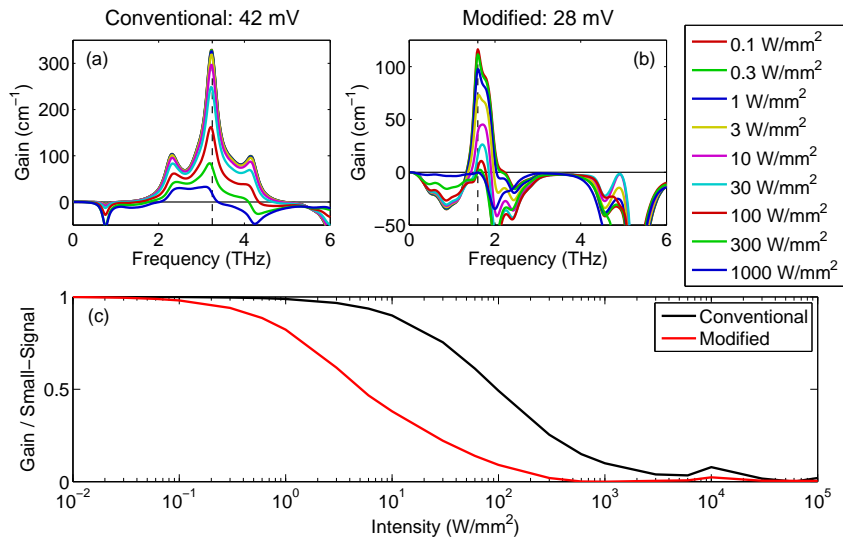 Conventional: 42 mV
Modified: 28 mV
(a)
(b)
Gain (cm⁻¹)
300
200
100
0
0
2
4
6
Frequency (THz)
Gain (cm⁻¹)
100
50
0
−50
0
2
4
6
Frequency (THz)
0.1 W/mm²
0.3 W/mm²
1 W/mm²
3 W/mm²
10 W/mm²
30 W/mm²
100 W/mm²
300 W/mm²
1000 W/mm²
(c)
Gain / Small−Signal
1
0.5
0
Conventional
Modified
10⁻²
10⁻¹
10⁰
10¹
10²
10³
10⁴
10⁵
Intensity (W/mm²)